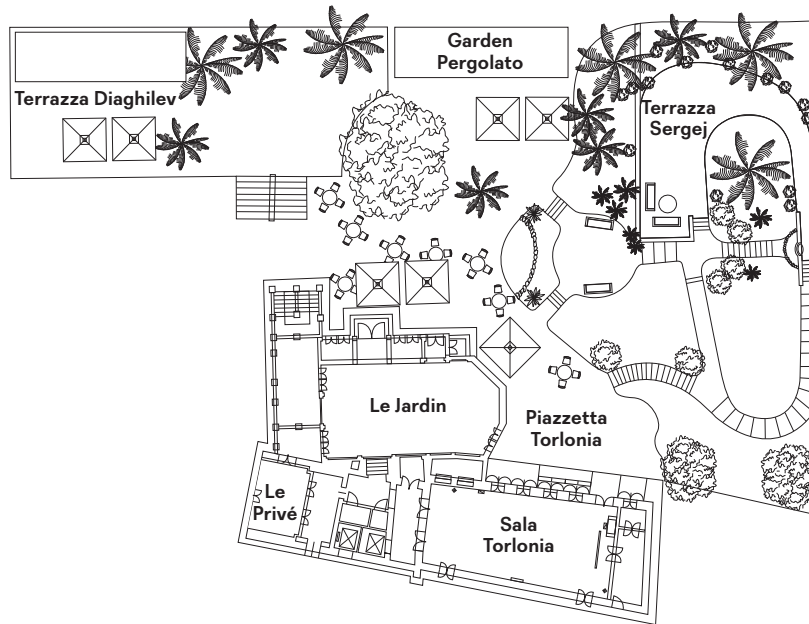 Garden
Pergolato
Terrazza Diaghilev
Terrazza
Sergej
Le Jardin
Piazzetta
Torlonia
Le
Privé
Sala
Torlonia